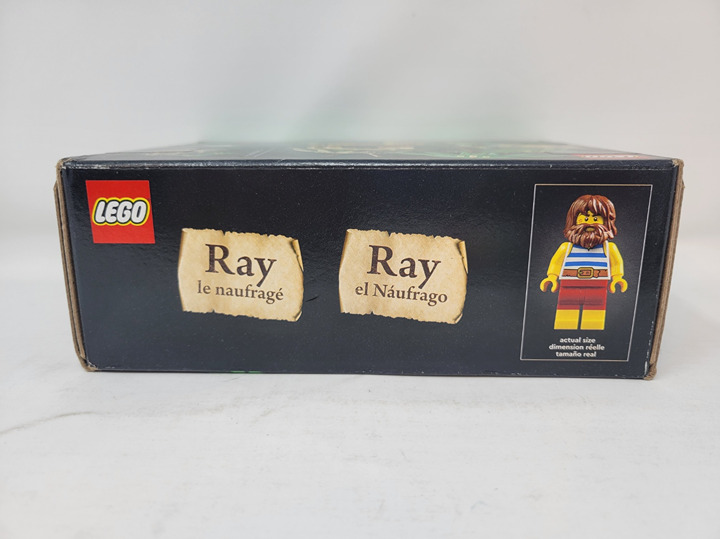 LEGO
Ray
le naufragé
Ray
el Náufrago
actual size
dimension réelle
tamaño real